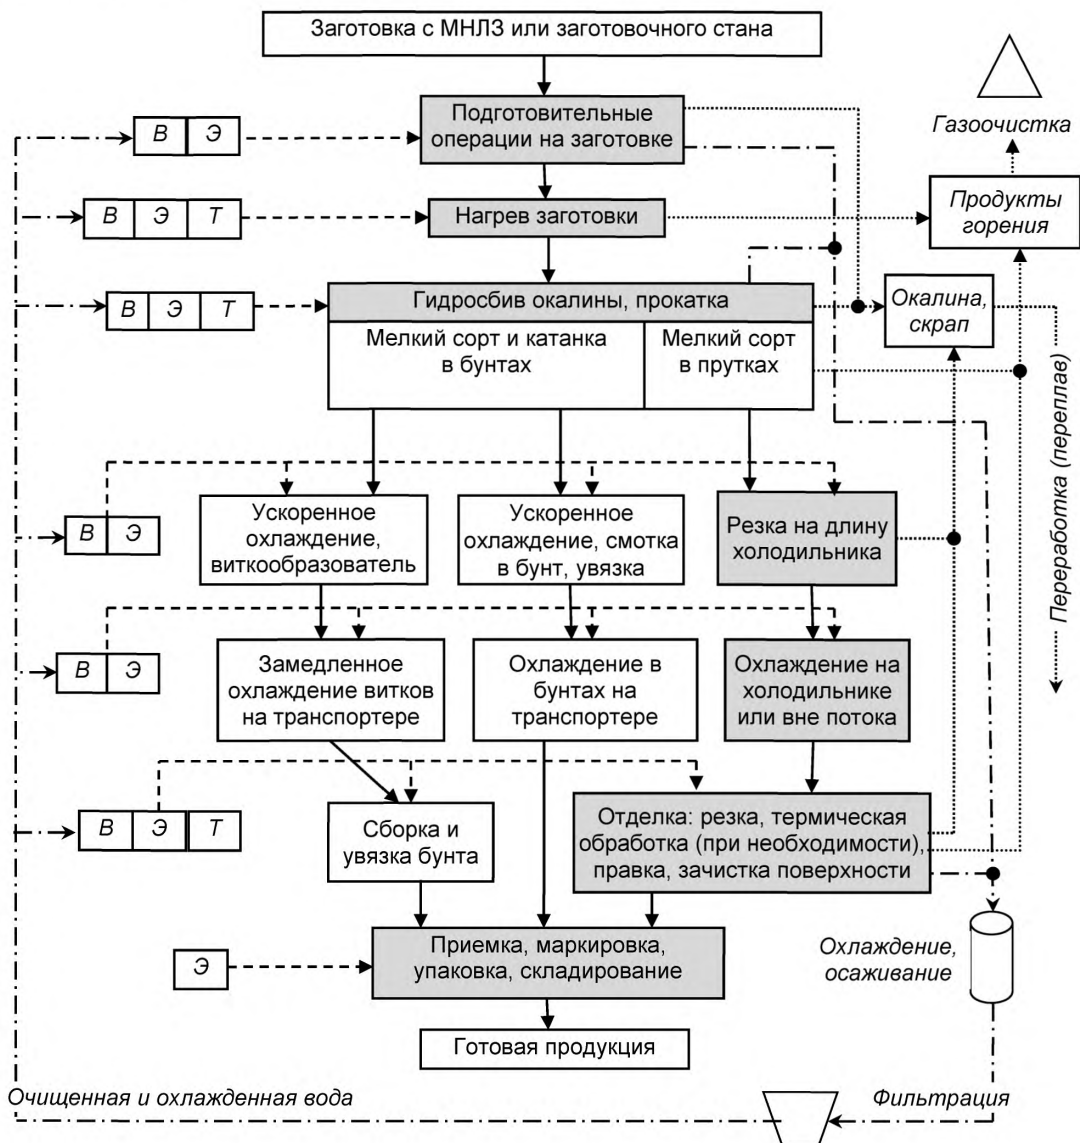 Заготовка с МНЛЗ или заготовочного стана
Подготовительные
операции на заготовке
В Э
Газоочистка
В Э Т
Нагрев заготовки
Продукты
горения
В Э Т
Гидросбив окалины, прокатка
Окалина,
скрап
Мелкий сорт и катанка
в бунтах
Мелкий сорт
в прутках
Переработка (переплав)
В Э
Ускоренное
охлаждение,
виткообразователь
Ускоренное
охлаждение, смотка
в бунт, увязка
Резка на длину
холодильника
В Э
Замедленное
охлаждение витков
на транспортере
Охлаждение в
бунтах на
транспортере
Охлаждение на
холодильнике
или вне потока
В Э Т
Сборка и
увязка бунта
Отделка: резка, термическая
обработка (при необходимости),
правка, зачистка поверхности
Э
Приемка, маркировка,
упаковка, складирование
Охлаждение,
осаживание
Готовая продукция
Очищенная и охлажденная вода
Фильтрация